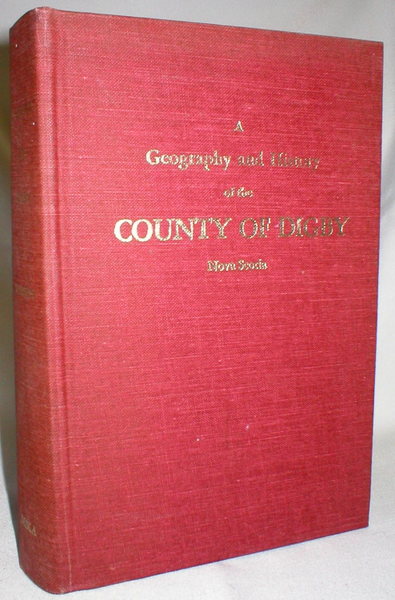 A
Geography and History
of the
COUNTY OF DIGBY
Nova Scotia